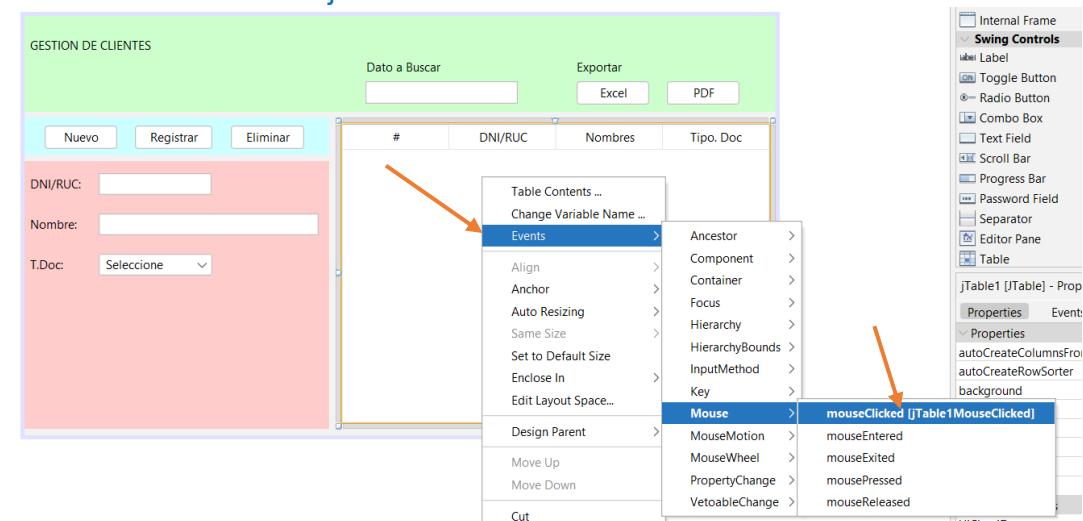 GESTION DE CLIENTES
Dato a Buscar
Exportar
Excel
PDF
Nuevo
Registrar
Eliminar
#
DNI/RUC
Nombres
Tipo. Doc
DNI/RUC:
Nombre:
T.Doc:
Seleccione
Table Contents ...
Change Variable Name ...
Events
Align
Anchor
Auto Resizing
Same Size
Set to Default Size
Enclose In
Edit Layout Space...
Design Parent
Move Up
Move Down
Cut
Ancestor
Component
Container
Focus
Hierarchy
HierarchyBounds
InputMethod
Key
Mouse
MouseMotion
MouseWheel
PropertyChange
VetoableChange
mouseClicked [jTable1MouseClicked]
mouseEntered
mouseExited
mousePressed
mouseReleased
Internal Frame
Swing Controls
Label
Toggle Button
Radio Button
Combo Box
Text Field
Scroll Bar
Progress Bar
Password Field
Separator
Editor Pane
Table
jTable1 [JTable] - Prop
Properties
Events
Properties
autoCreateColumnsFro
autoCreateRowSorter
background